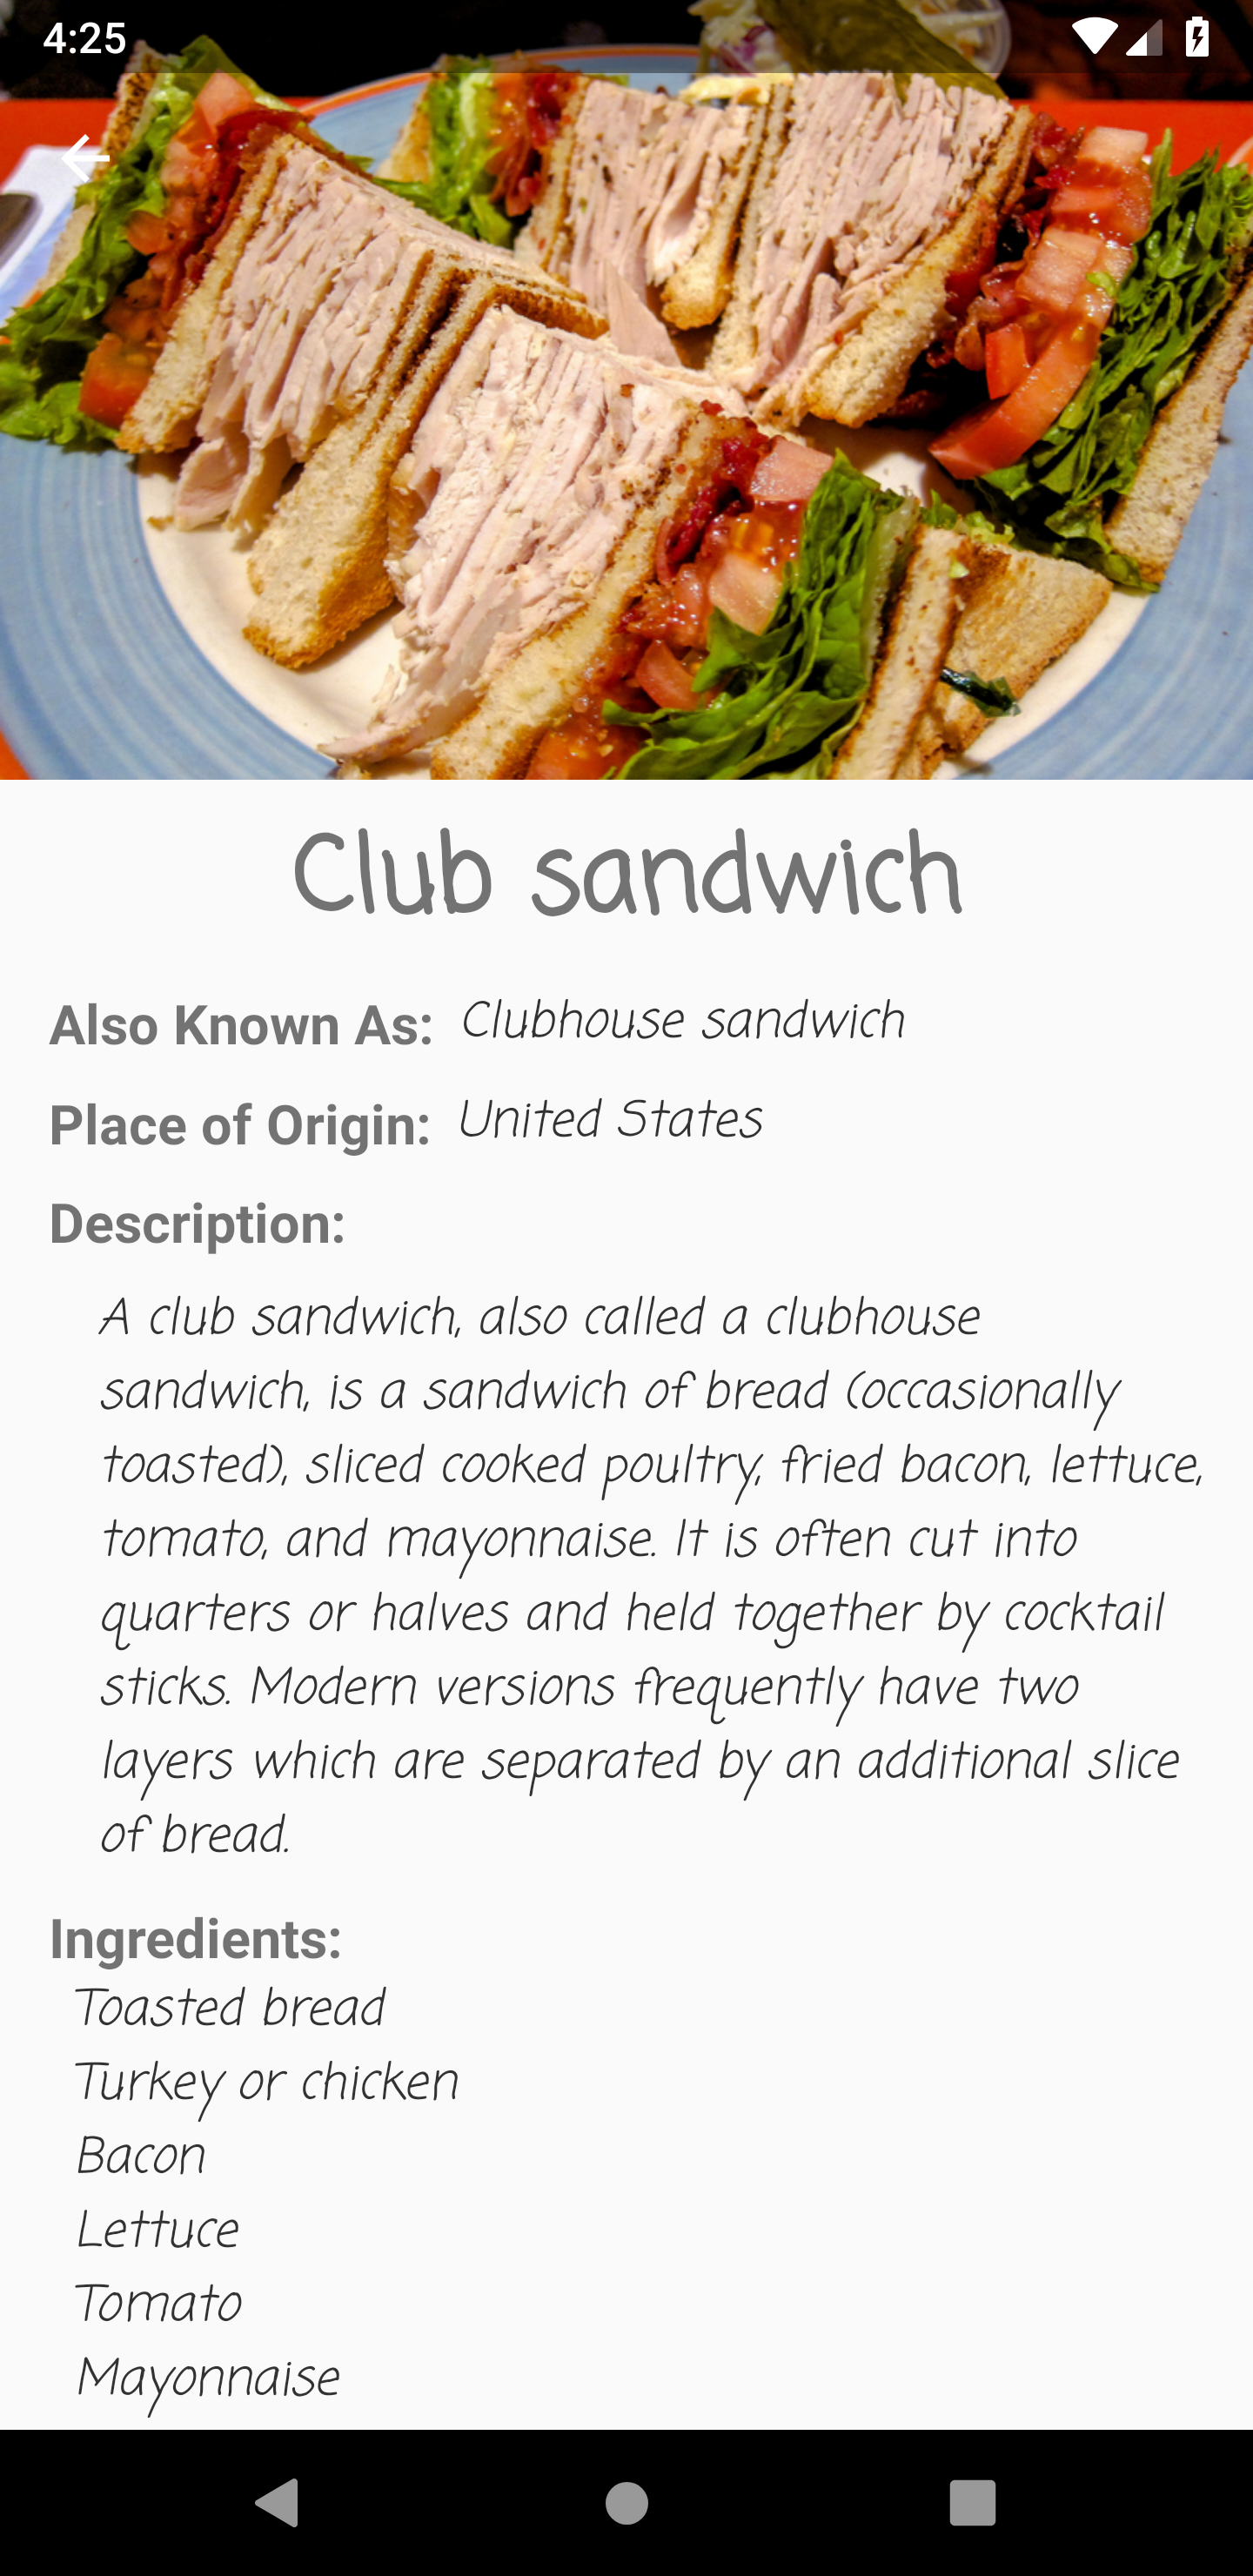 4:25
Club sandwich
Also Known As: Clubhouse sandwich
Place of Origin: United States
Description:
A club sandwich, also called a clubhouse
sandwich, is a sandwich of bread (occasionally
toasted), sliced cooked poultry, fried bacon, lettuce,
tomato, and mayonnaise. It is often cut into
quarters or halves and held together by cocktail
sticks. Modern versions frequently have two
layers which are separated by an additional slice
of bread.
Ingredients:
Toasted bread
Turkey or chicken
Bacon
Lettuce
Tomato
Mayonnaise